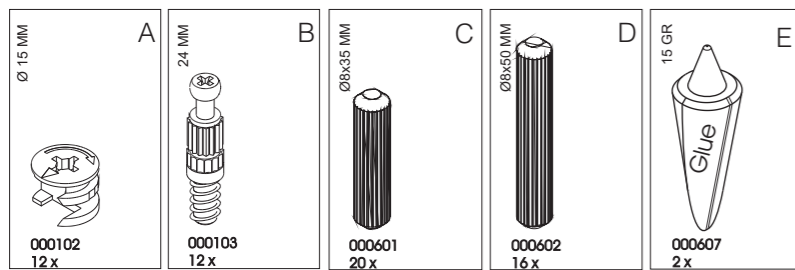 Ø 15 MM
A
000102
12 x
24 MM
B
000103
12 x
Ø8x35 MM
C
000601
20 x
Ø8x50 MM
D
000602
16 x
15 GR
E
Glue
000607
2 x